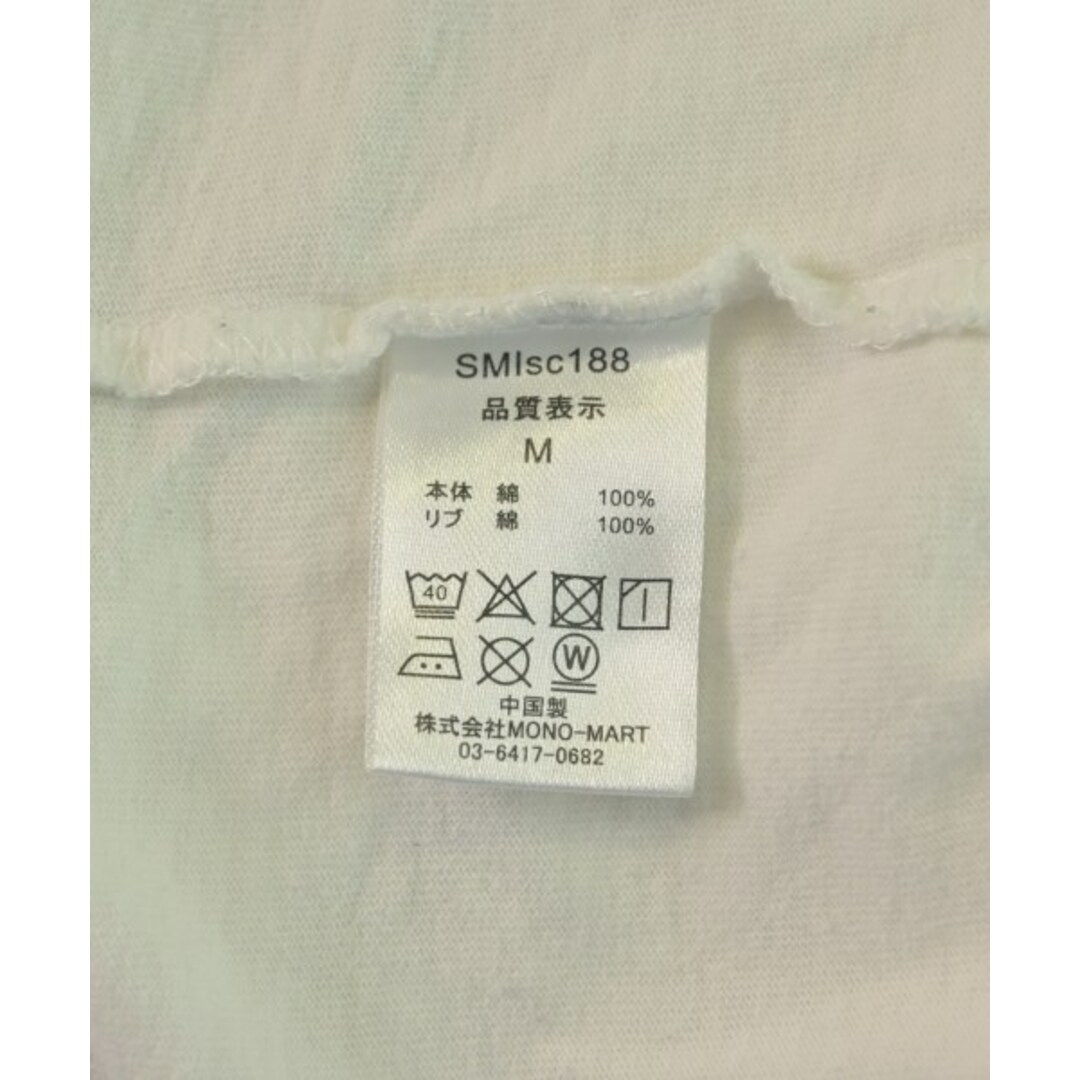 SMIsc188
品質表示
M
本体 綿 100%
リブ 綿 100%
40
W
中国製
株式会社MONO-MART
03-6417-0682